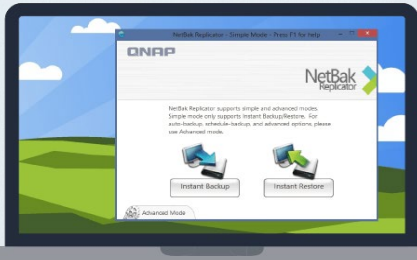 NetBak Replicator - Simple Mode - Press F1 for help
QNAP
NetBak
Replicator
NetBak Replicator supports simple and advanced modes.
Simple mode only supports Instant Backup/Restore. For
auto-backup, schedule-backup, and advanced options, please
use Advanced mode.
Instant Backup
Instant Restore
Advanced Mode